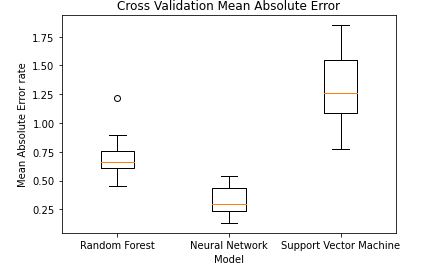 Cross Validation Mean Absolute Error
Mean Absolute Error rate
1.75
1.50
1.25
1.00
0.75
0.50
0.25
Random Forest Neural Network Support Vector Machine
Model